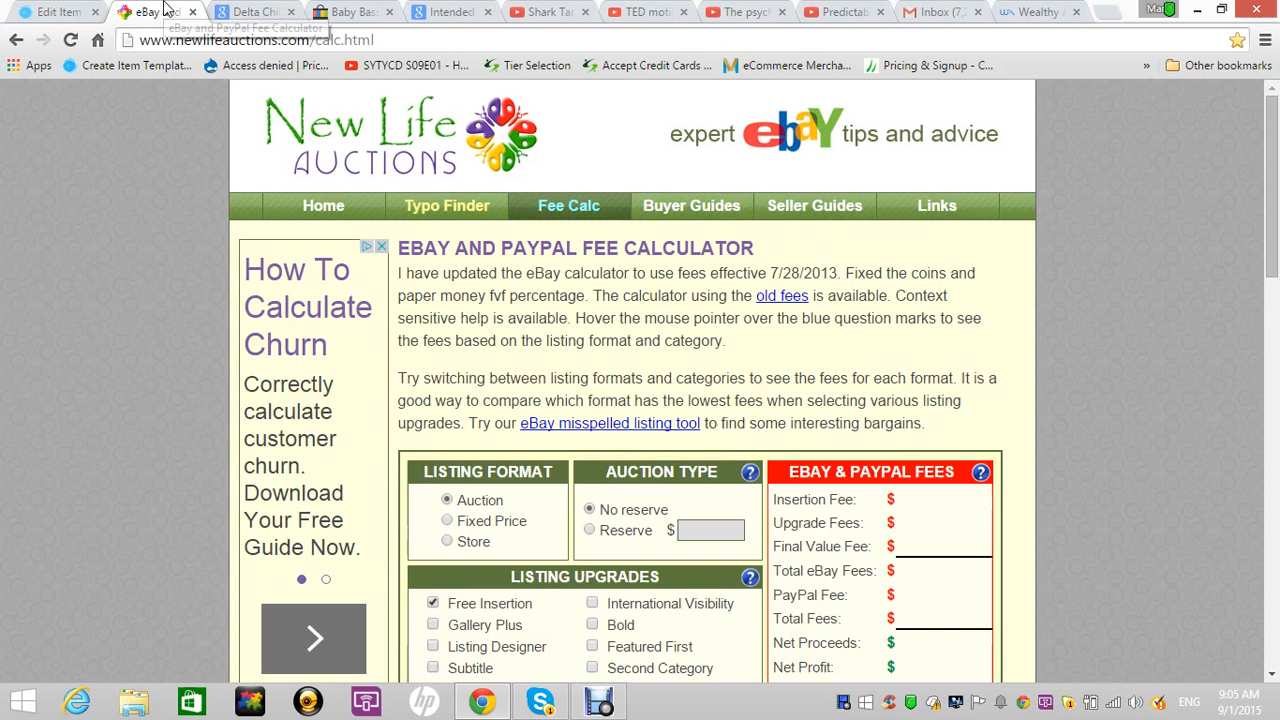 Edit Item
eBay and
Delta Ch
Baby Bas
Intended
Shark Tan
TED mot
The psyc
Predictab
Inbox (7,
Wealthy
eBay and PayPal Fee Calculator
www.newlifeauctions.com/calc.html
Apps
Create Item Templat...
Access denied | Pric...
SYTYCD S09E01 - H...
Tier Selection
Accept Credit Cards ...
eCommerce Mercha...
Pricing & Signup - C...
»
Other bookmarks
New Life
AUCTIONS
expert ebay tips and advice
Home
Typo Finder
Fee Calc
Buyer Guides
Seller Guides
Links
How To
Calculate
Churn
Correctly
calculate
customer
churn.
Download
Your Free
Guide Now.
EBAY AND PAYPAL FEE CALCULATOR
I have updated the eBay calculator to use fees effective 7/28/2013. Fixed the coins and
paper money fvf percentage. The calculator using the old fees is available. Context
sensitive help is available. Hover the mouse pointer over the blue question marks to see
the fees based on the listing format and category.
Try switching between listing formats and categories to see the fees for each format. It is a
good way to compare which format has the lowest fees when selecting various listing
upgrades. Try our eBay misspelled listing tool to find some interesting bargains.
LISTING FORMAT
Auction
Fixed Price
Store
AUCTION TYPE ?
No reserve
Reserve $
LISTING UPGRADES ?
Free Insertion
International Visibility
Gallery Plus
Bold
Listing Designer
Featured First
Subtitle
Second Category
EBAY & PAYPAL FEES ?
Insertion Fee: $
Upgrade Fees: $
Final Value Fee: $
Total eBay Fees: $
PayPal Fee: $
Total Fees: $
Net Proceeds: $
Net Profit: $
hp
ENG
9:05 AM
9/1/2015